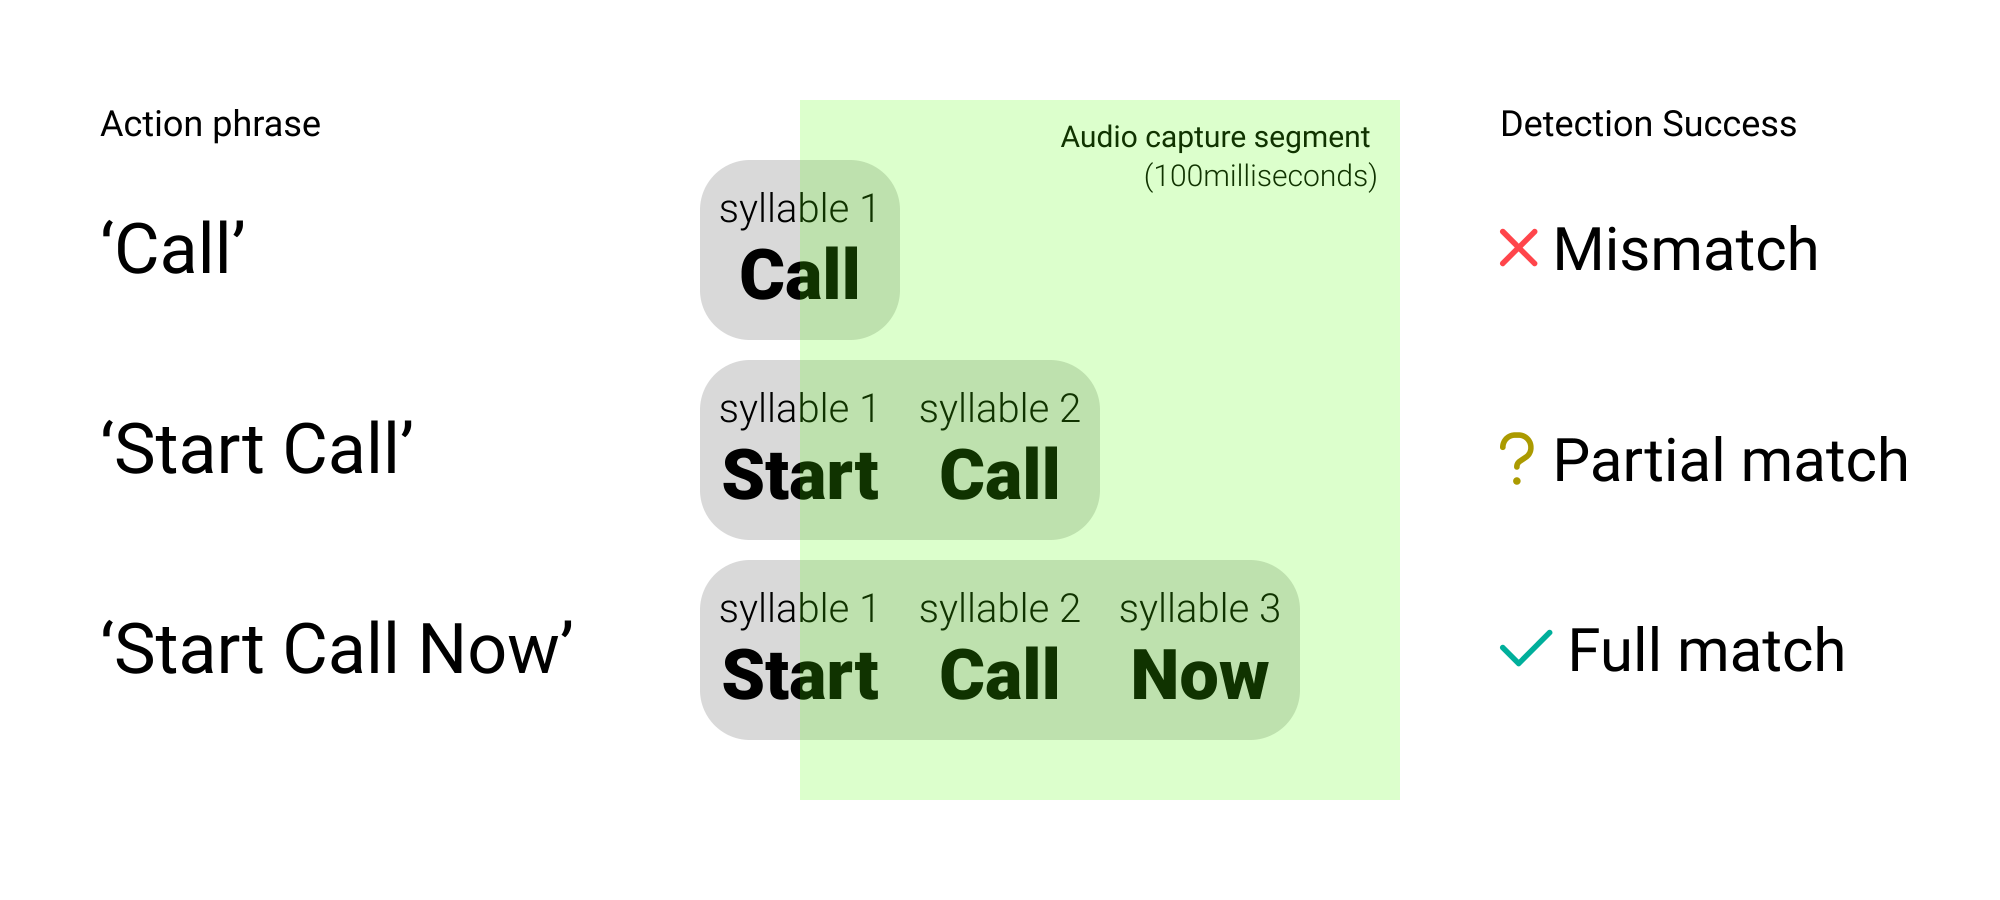 Action phrase
Audio capture segment
(100milliseconds)
Detection Success
‘Call’
syllable 1
Call
Mismatch
‘Start Call’
syllable 1 syllable 2
Start Call
Partial match
‘Start Call Now’
syllable 1 syllable 2 syllable 3
Start Call Now
Full match